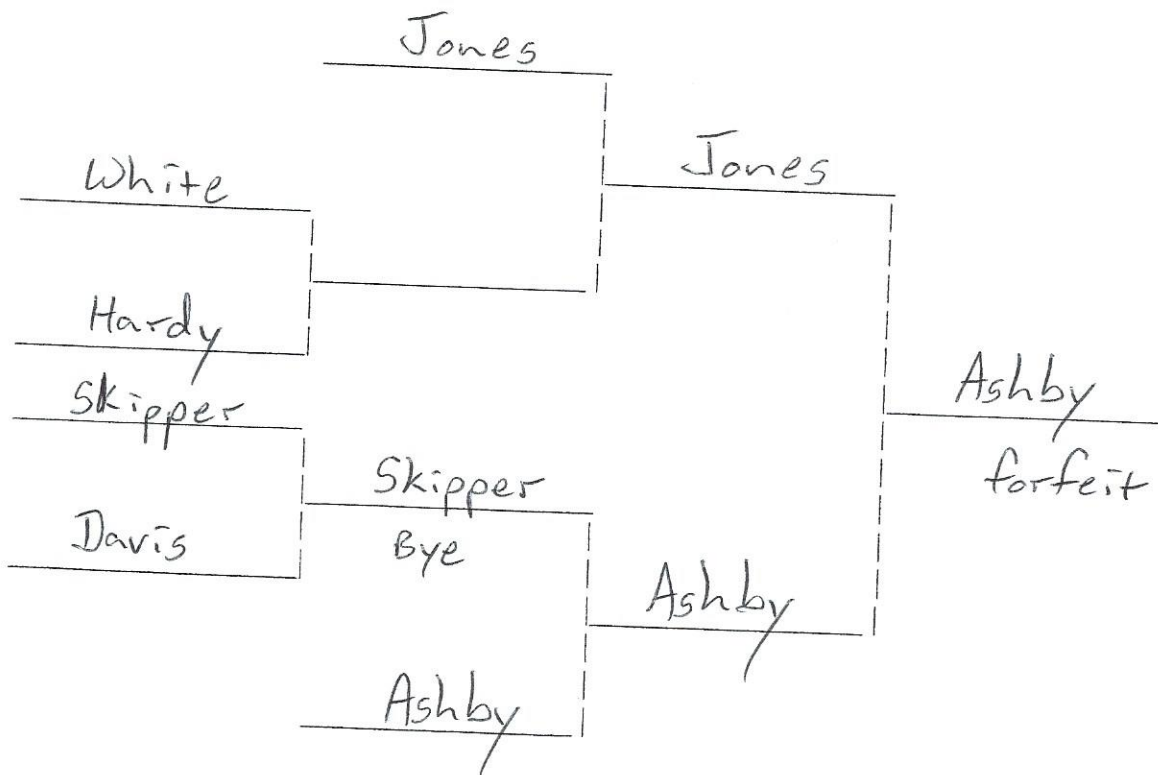 Jones
Jones
White
Hardy
Skipper
Ashby
forfeit
Skipper
Bye
Davis
Ashby
Ashby